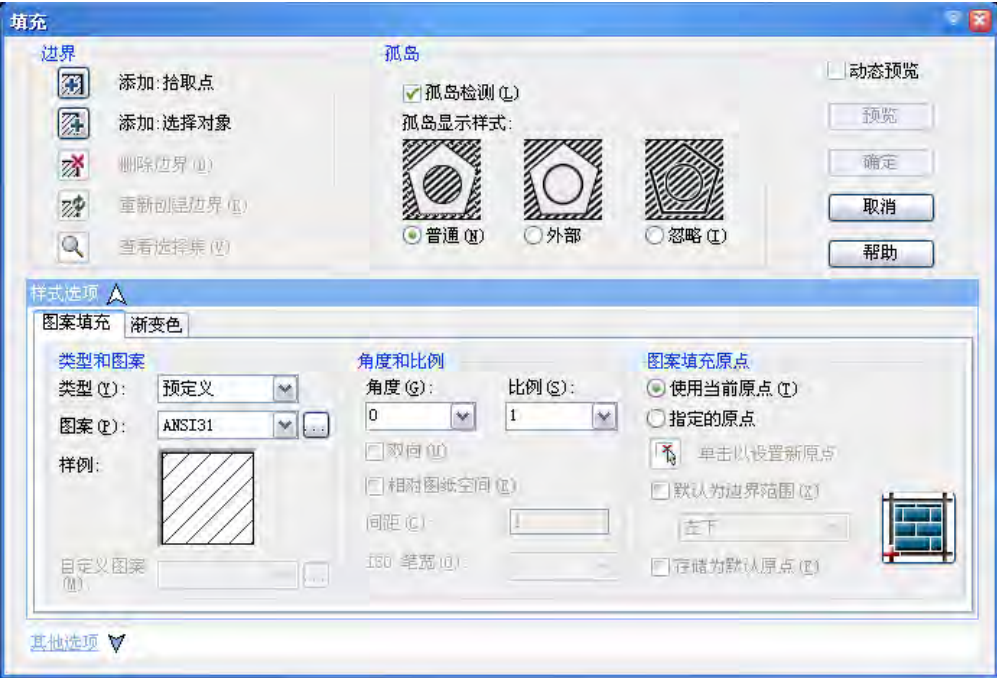 填充
边界
添加:拾取点
添加:选择对象
删除边界(D)
重新创建边界(R)
查看选择集(V)
孤岛
孤岛检测(L)
孤岛显示样式:
普通(N) 外部 忽略(I)
动态预览
预览
确定
取消
帮助
样式选项
图案填充 渐变色
类型和图案
类型(Y): 预定义
图案(P): ANSI31 ...
样例:
自定义图案
(M): ...
角度和比例
角度(G): 比例(S):
0 1
双向(U)
相对图纸空间(E)
间距(C): 1
ISO 笔宽(O):
图案填充原点
使用当前原点(T)
指定的原点
单击以设置新原点
默认为边界范围(X)
左下
存储为默认原点(F)
其他选项